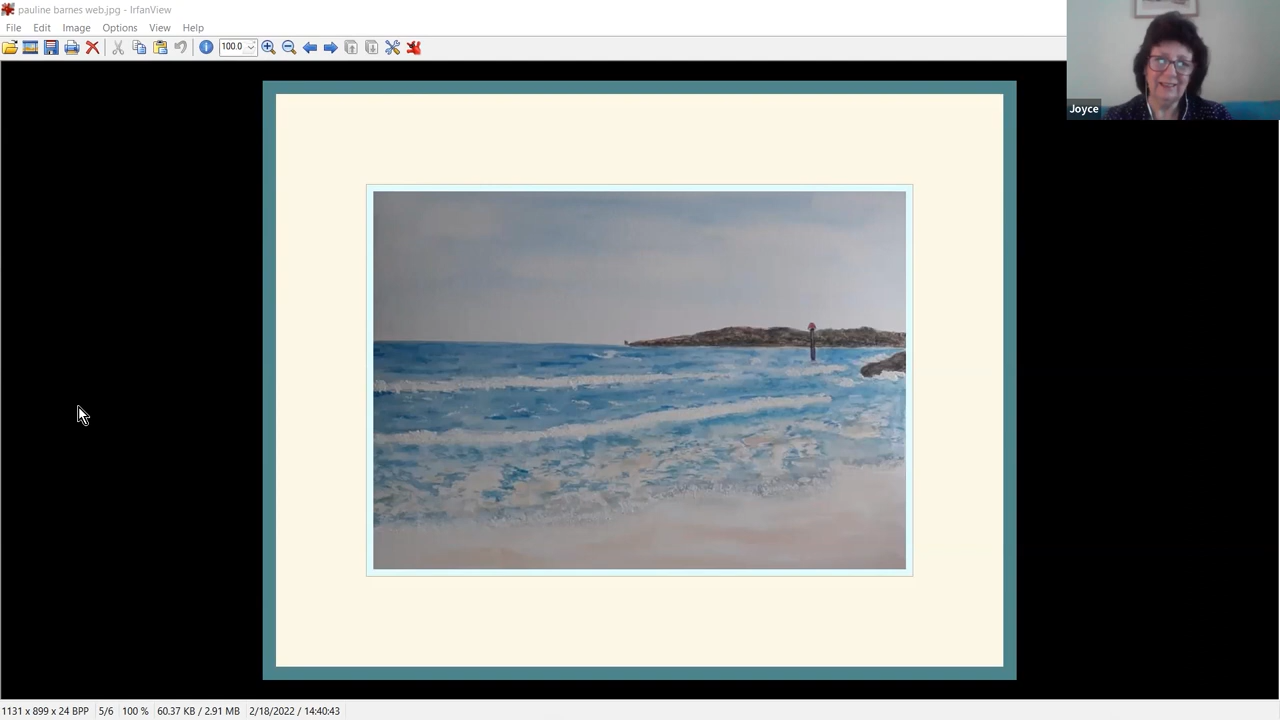 pauline barnes web.jpg - IrfanView
File Edit Image Options View Help
100.0
Joyce
1131 x 899 x 24 BPP 5/6 100 % 60.37 KB / 2.91 MB 2/18/2022 / 14:40:43